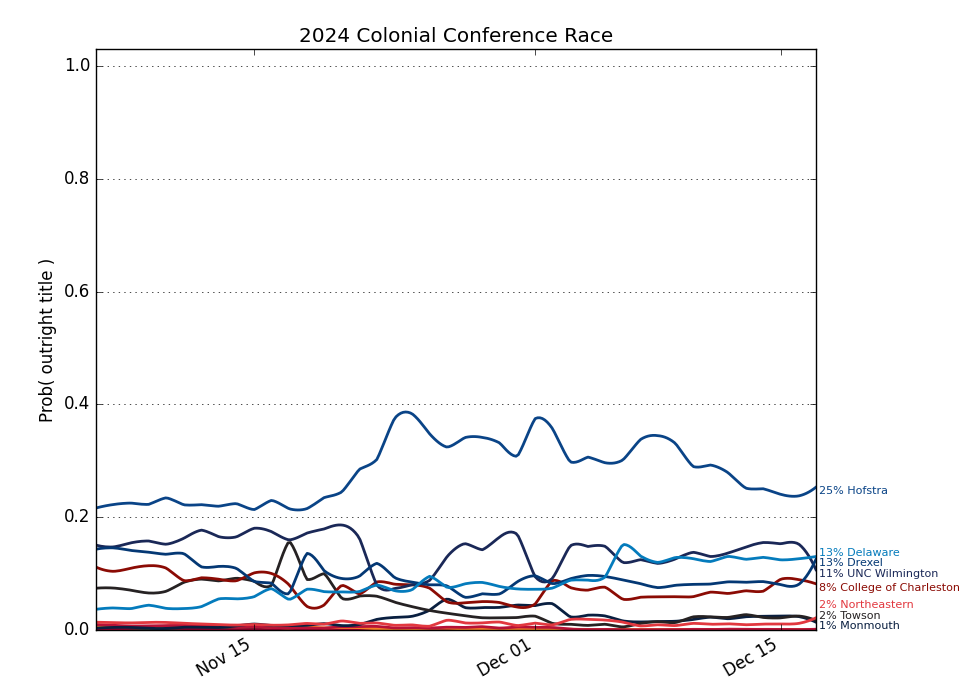 2024 Colonial Conference Race
1.0
0.8
0.6
0.4
0.2
0.0
Prob( outright title )
Nov 15
Dec 01
Dec 15
25% Hofstra
13% Delaware
13% Drexel
11% UNC Wilmington
8% College of Charleston
2% Northeastern
2% Towson
1% Monmouth